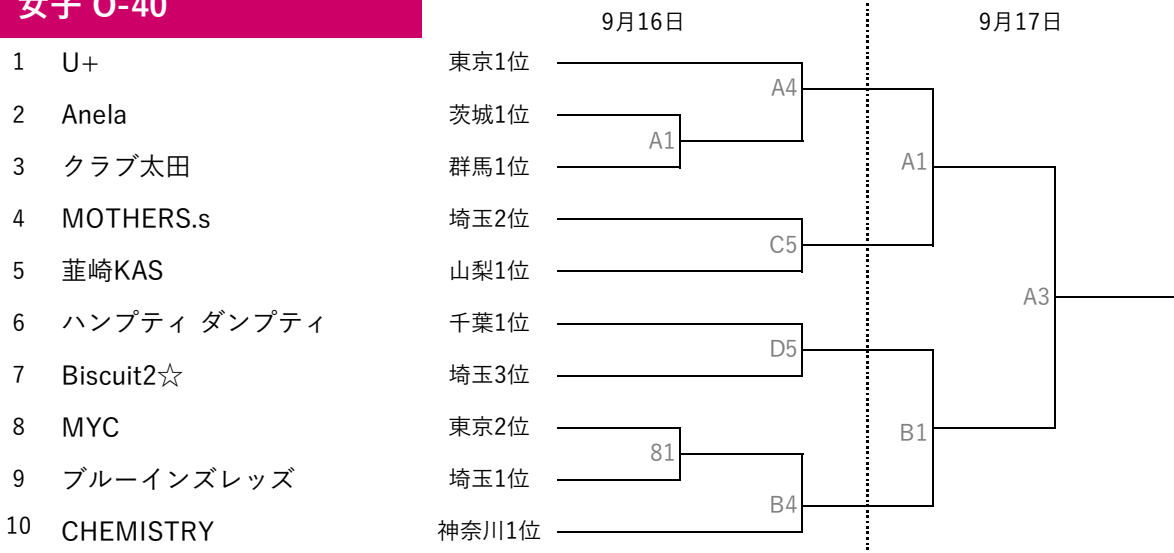 女子 O-40
9月16日 9月17日
1 U+ 東京1位
A4
2 Anela 茨城1位
A1
3 クラブ太田 群馬1位
A1
4 MOTHERS.s 埼玉2位
C5
5 韮崎KAS 山梨1位
A3
6 ハンプティ ダンプティ 千葉1位
D5
7 Biscuit2☆ 埼玉3位
8 MYC 東京2位
B1
81
9 ブルーインズレッズ 埼玉1位
B4
10 CHEMISTRY 神奈川1位